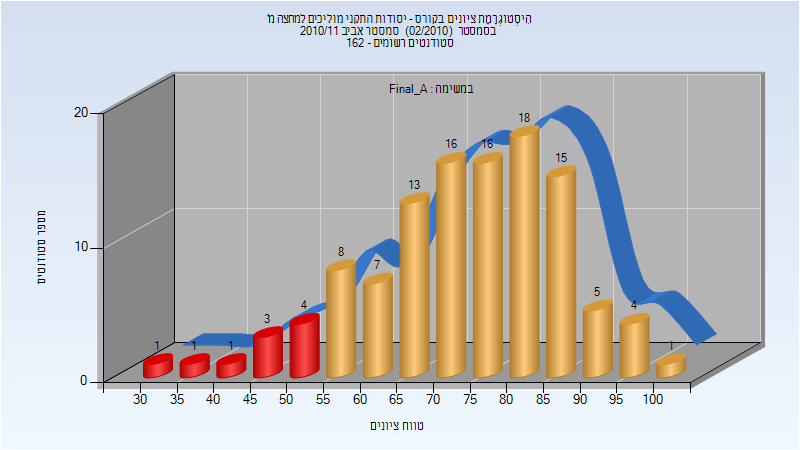 היסטוגרמת ציונים בקורס - יסודות התקני מוליכים למחצה מ'
בסמסטר (02/2010) סמסטר אביב 2010/11
סטודנטים רשומים - 162
במשימה : Final_A
מספר סטודנטים
20
10
0
1 1 1 3 4 8 7 13 16 16 18 15 5 4 1
30 35 40 45 50 55 60 65 70 75 80 85 90 95 100
טווח ציונים